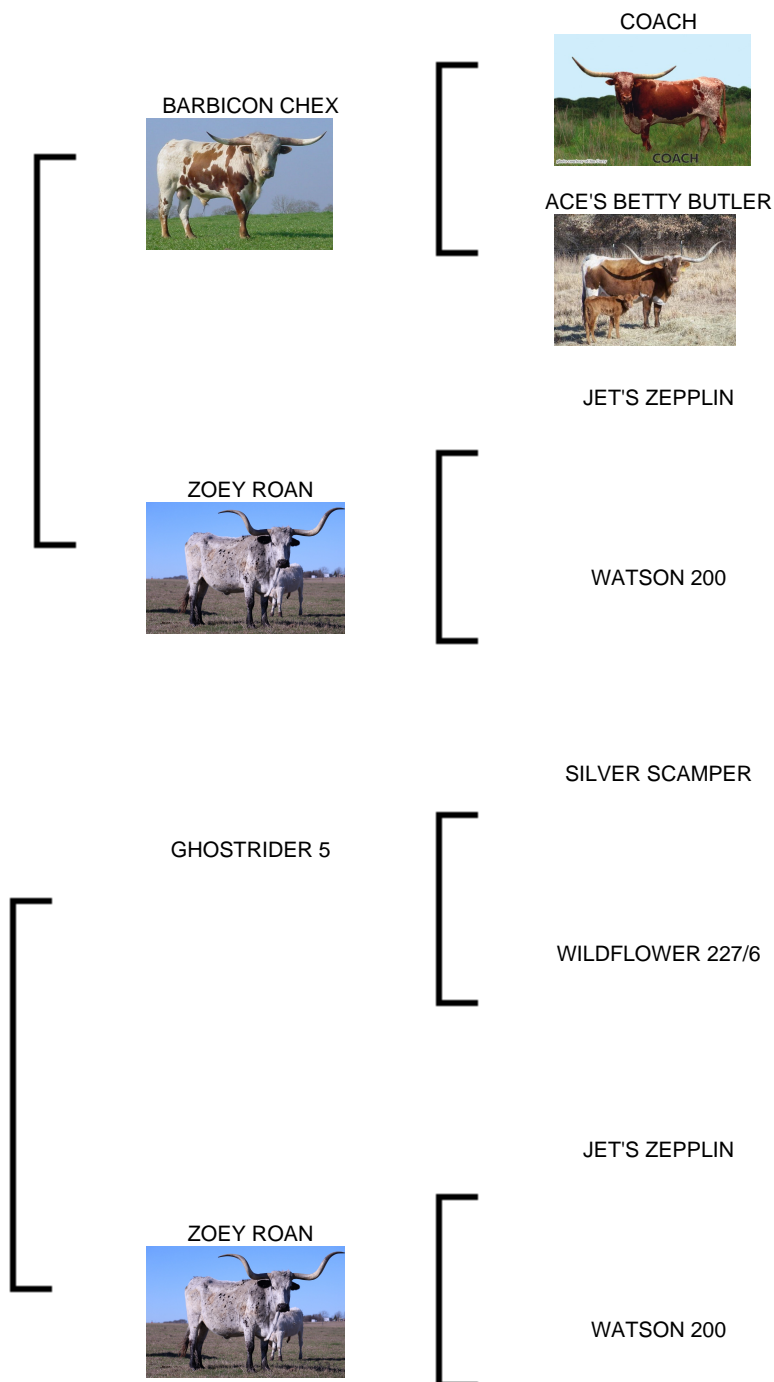 COACH
BARBICON CHEX
COACH
ACE'S BETTY BUTLER
JET'S ZEPPLIN
ZOEY ROAN
WATSON 200
SILVER SCAMPER
GHOSTRIDER 5
WILDFLOWER 227/6
JET'S ZEPPLIN
ZOEY ROAN
WATSON 200